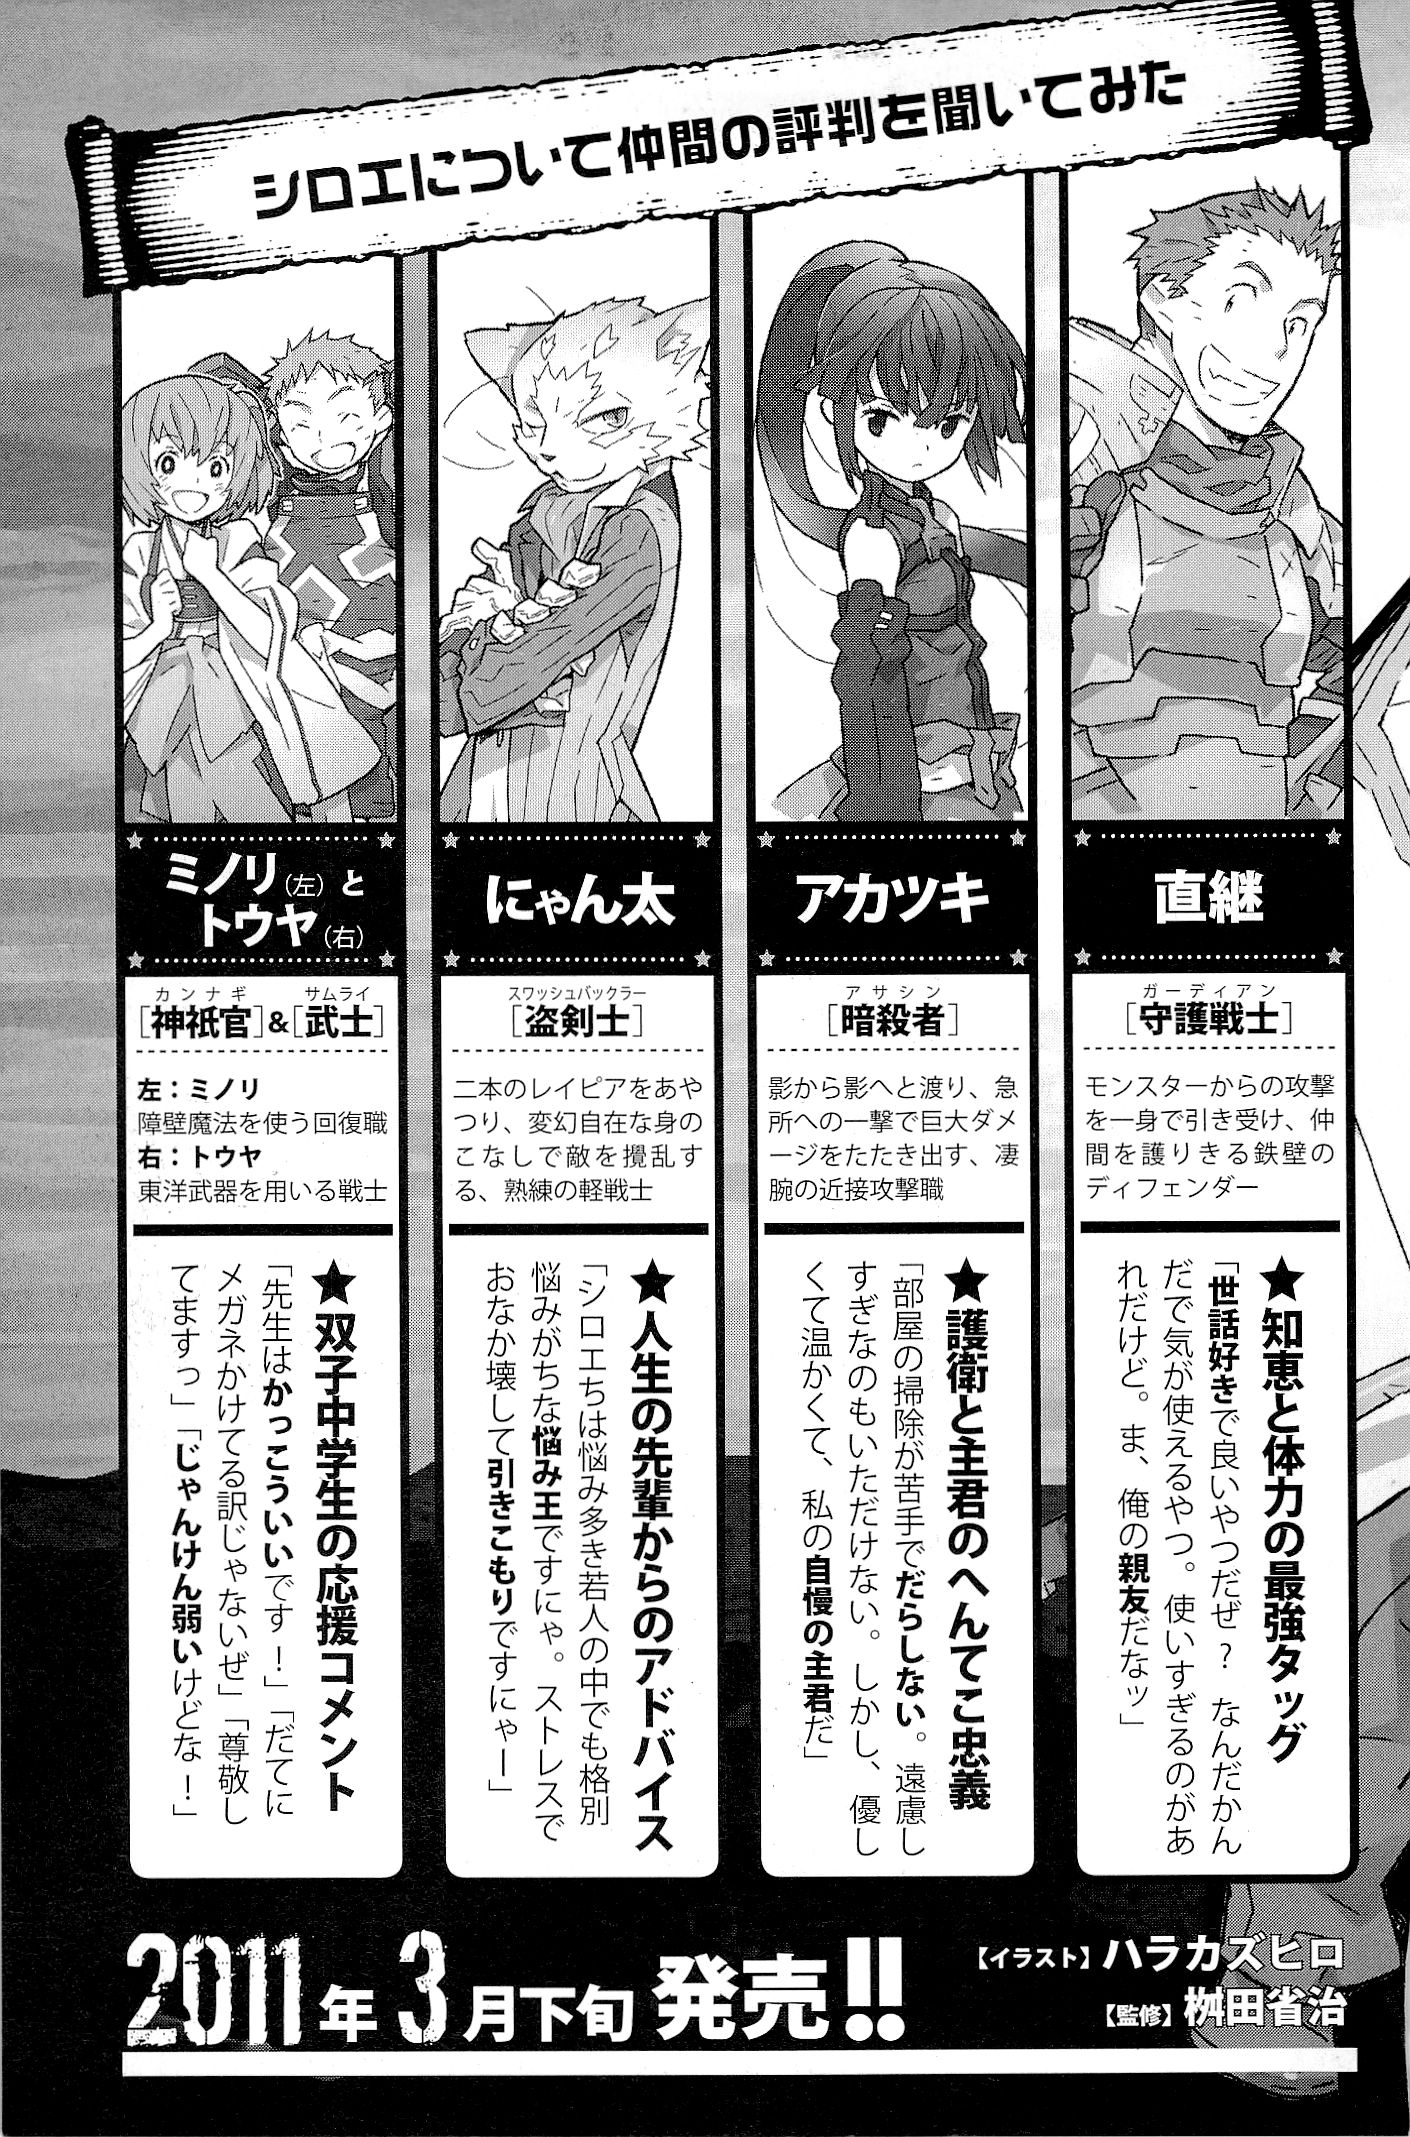 シロエについて仲間の評判を聞いてみた
直継
ガーディアン
［守護戦士］
モンスターからの攻撃
を一身で引き受け、仲
間を護りきる鉄壁の
ディフェンダー
★知恵と体力の最強タッグ
「世話好きで良いやつだぜ？　なんだかん
だで気が使えるやつ。使いすぎるのがあ
れだけど。ま、俺の親友だなッ」
アカツキ
アサシン
［暗殺者］
影から影へと渡り、急
所への一撃で巨大ダメ
ージをたたき出す、凄
腕の近接攻撃職
★護衛と主君のへんてこ忠義
「部屋の掃除が苦手でだらしない。遠慮し
すぎなのもいただけない。しかし、優し
くて温かくて、私の自慢の主君だ」
にゃん太
スワッシュバックラー
［盗剣士］
二本のレイピアをあや
つり、変幻自在な身の
こなしで敵を攪乱す
る、熟練の軽戦士
★人生の先輩からのアドバイス
「シロエちは悩み多き若人の中でも格別
悩みがちな悩み王ですにゃ。ストレスで
おなか壊して引きこもりですにゃー」
ミノリ（左）と
トウヤ（右）
カンナギ　サムライ
［神祇官］＆［武士］
左：ミノリ
障壁魔法を使う回復職
右：トウヤ
東洋武器を用いる戦士
★双子中学生の応援コメント
「先生はかっこういいです！」「だてに
メガネかけてる訳じゃないぜ」「尊敬し
てますっ」「じゃんけん弱いけどな！」
2011年3月下旬発売!!
【イラスト】ハラカズヒロ
【監修】桝田省治